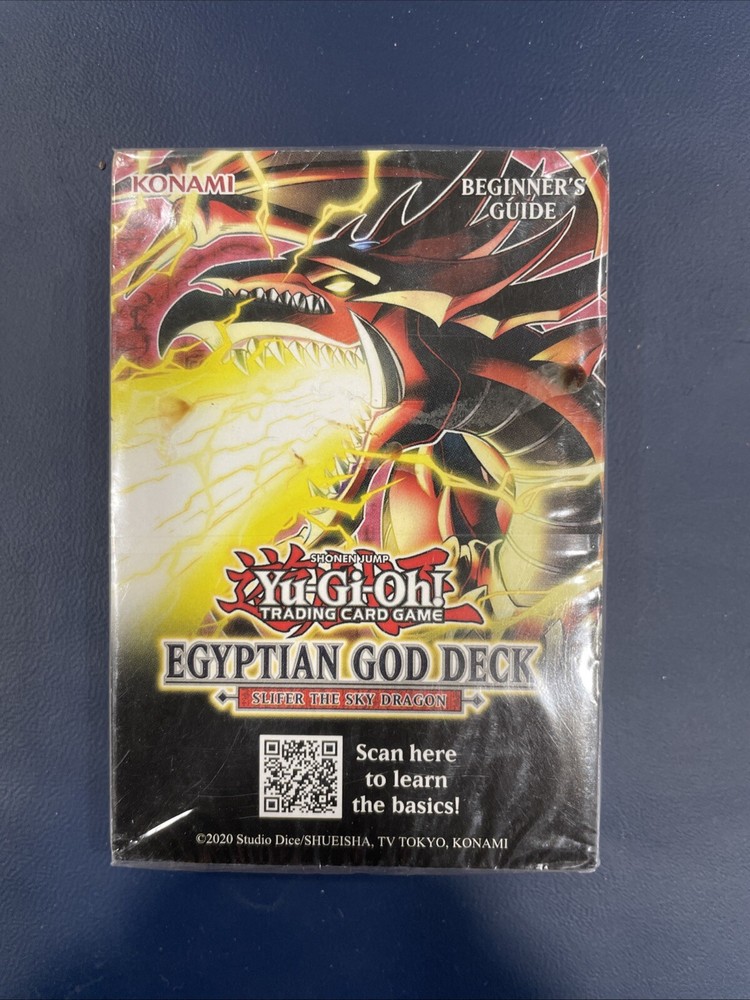 KONAMI
BEGINNER'S
GUIDE
SHONEN JUMP
Yu-Gi-Oh!
TRADING CARD GAME
EGYPTIAN GOD DECK
SLIFER THE SKY DRAGON
Scan here
to learn
the basics!
©2020 Studio Dice/SHUEISHA, TV TOKYO, KONAMI